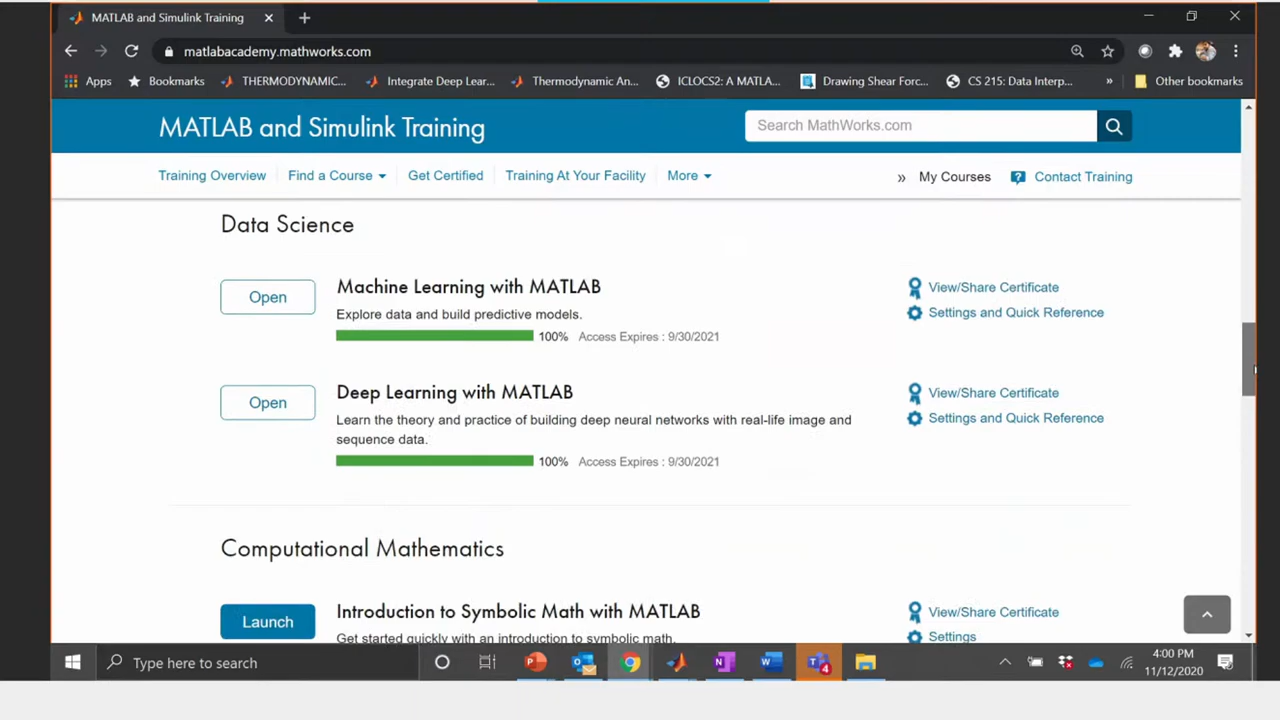 MATLAB and Simulink Training
matlabacademy.mathworks.com
Apps
Bookmarks
THERMODYNAMIC...
Integrate Deep Lear...
Thermodynamic An...
ICLOCS2: A MATLA...
Drawing Shear Forc...
CS 215: Data Interp...
»
Other bookmarks
MATLAB and Simulink Training
Search MathWorks.com
Training Overview
Find a Course
Get Certified
Training At Your Facility
More
» My Courses
Contact Training
Data Science
Open
Machine Learning with MATLAB
Explore data and build predictive models.
100% Access Expires : 9/30/2021
View/Share Certificate
Settings and Quick Reference
Open
Deep Learning with MATLAB
Learn the theory and practice of building deep neural networks with real-life image and
sequence data.
100% Access Expires : 9/30/2021
View/Share Certificate
Settings and Quick Reference
Computational Mathematics
Launch
Introduction to Symbolic Math with MATLAB
Get started quickly with an introduction to symbolic math.
View/Share Certificate
Settings
Type here to search
4
4:00 PM
11/12/2020